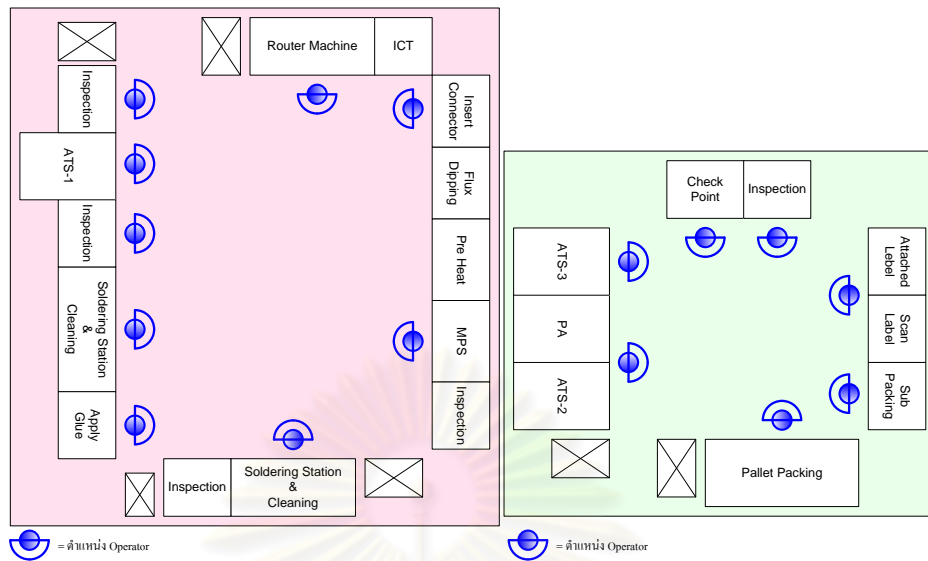 Router Machine
ICT
Inspection
ATS-1
Inspection
Soldering Station
&
Cleaning
Apply
Glue
Insert
Connector
Flux
Dipping
Pre Heat
MPS
Inspection
Inspection
Soldering Station
&
Cleaning
= ตำแหน่ง Operator
Check
Point
Inspection
ATS-3
PA
ATS-2
Attached
Lebel
Scan
Label
Sub
Packing
Pallet Packing
= ตำแหน่ง Operator